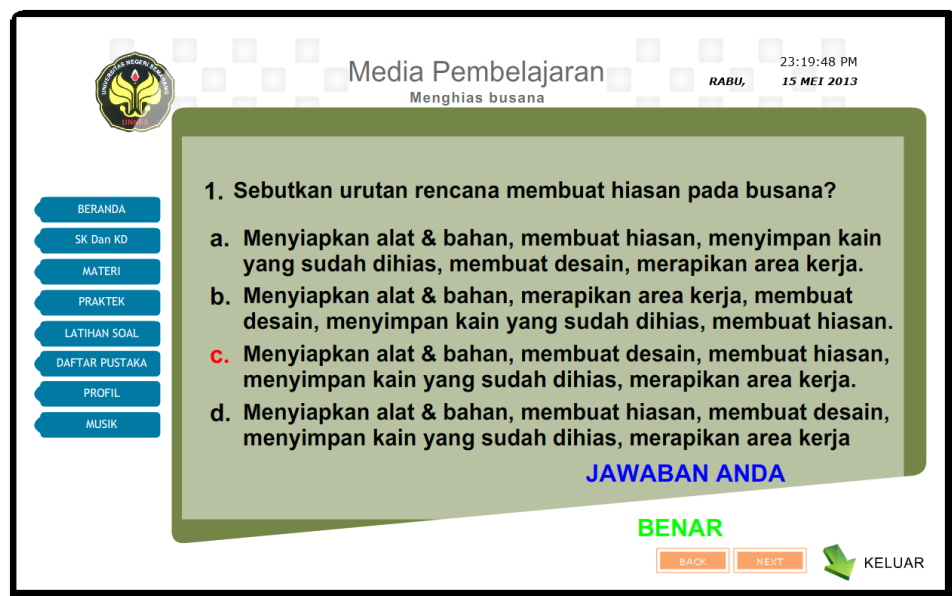 UNIVERSITAS NEGERI SEMARANG
UNNES
Media Pembelajaran
Menghias busana
23:19:48 PM
RABU, 15 MEI 2013
BERANDA
SK Dan KD
MATERI
PRAKTEK
LATIHAN SOAL
DAFTAR PUSTAKA
PROFIL
MUSIK
1. Sebutkan urutan rencana membuat hiasan pada busana?
a. Menyiapkan alat & bahan, membuat hiasan, menyimpan kain
yang sudah dihias, membuat desain, merapikan area kerja.
b. Menyiapkan alat & bahan, merapikan area kerja, membuat
desain, menyimpan kain yang sudah dihias, membuat hiasan.
c. Menyiapkan alat & bahan, membuat desain, membuat hiasan,
menyimpan kain yang sudah dihias, merapikan area kerja.
d. Menyiapkan alat & bahan, membuat hiasan, membuat desain,
menyimpan kain yang sudah dihias, merapikan area kerja
JAWABAN ANDA
BENAR
BACK
NEXT
KELUAR